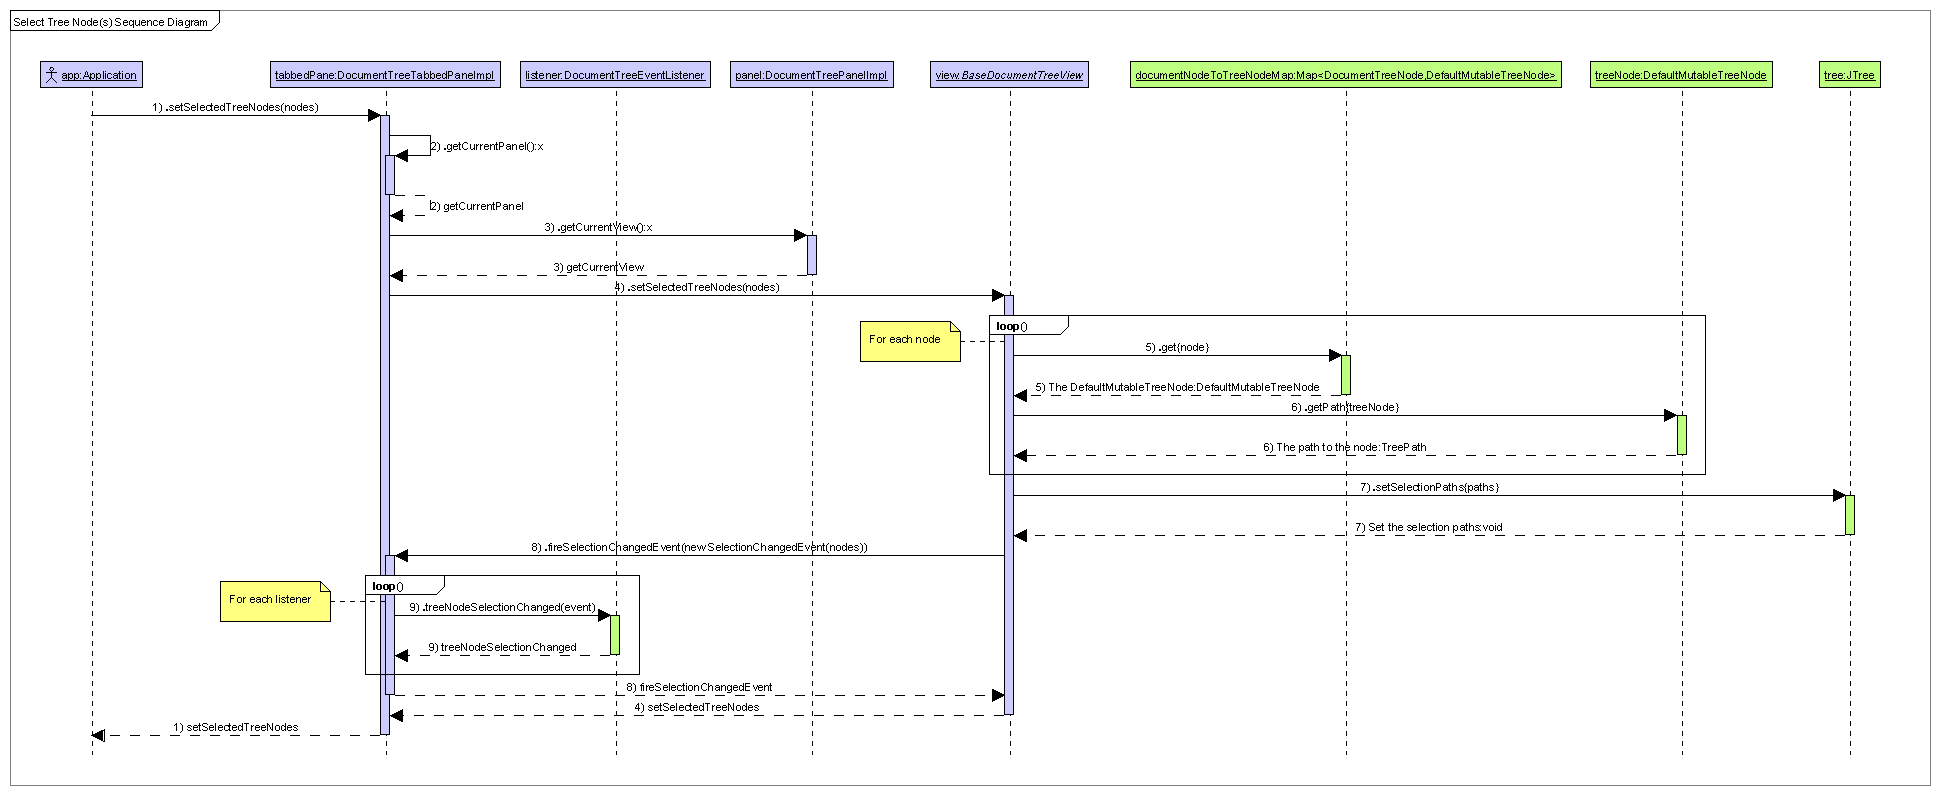 Select Tree Node(s) Sequence Diagram
app:Application
tabbedPane:DocumentTreeTabbedPaneImpl
listener:DocumentTreeEventListener
panel:DocumentTreePanelImpl
view:BaseDocumentTreeView
documentNodeToTreeNodeMap:Map<DocumentTreeNode,DefaultMutableTreeNode>
treeNode:DefaultMutableTreeNode
tree:JTree
1) .setSelectedTreeNodes(nodes)
2) .getCurrentPanel():x
2) getCurrentPanel
3) .getCurrentView():x
3) getCurrentView
4) .setSelectedTreeNodes(nodes)
loop()
For each node
5) .get{node}
5) The DefaultMutableTreeNode:DefaultMutableTreeNode
6) .getPath{treeNode}
6) The path to the node:TreePath
7) .setSelectionPaths{paths}
7) Set the selection paths:void
8) .fireSelectionChangedEvent(new SelectionChangedEvent(nodes))
loop()
For each listener
9) .treeNodeSelectionChanged(event)
9) treeNodeSelectionChanged
8) fireSelectionChangedEvent
4) setSelectedTreeNodes
1) setSelectedTreeNodes